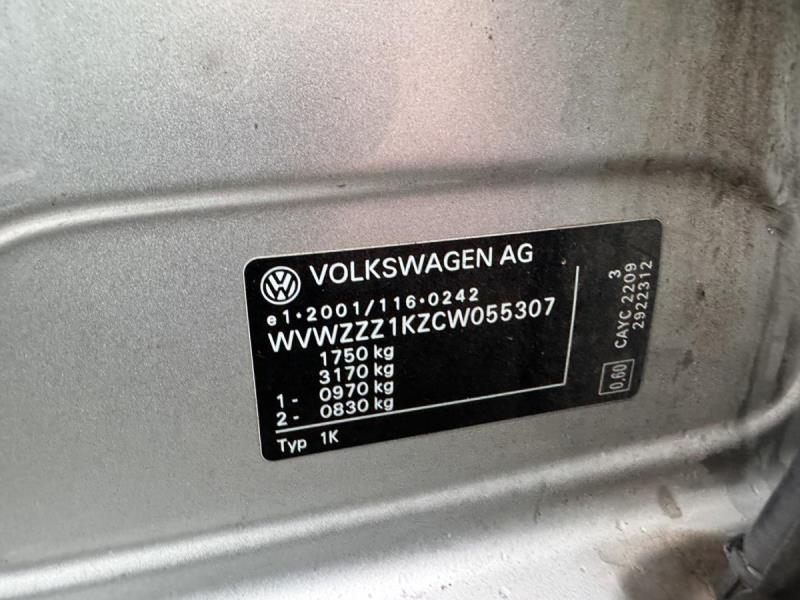 VOLKSWAGEN AG
e1*2001/116*0242
WVWZZZ1KZCW055307
1750 kg
3170 kg
1 - 0970 kg
2 - 0830 kg
Typ 1K
3
CAYC 2209
2922312
0,60